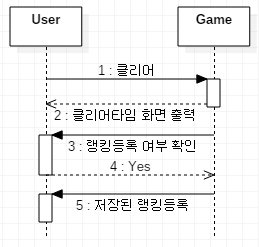 User Game
1 : 클리어
2 : 클리어타임 화면 출력
3 : 랭킹등록 여부 확인
4 : Yes
5 : 저장된 랭킹등록